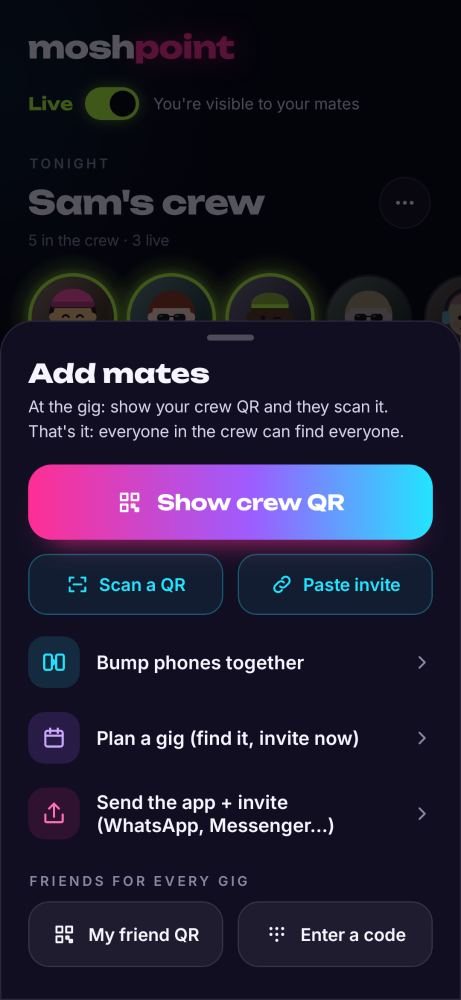 moshpoint
Live You're visible to your mates
TONIGHT
Sam's crew
5 in the crew · 3 live
Add mates
At the gig: show your crew QR and they scan it.
That's it: everyone in the crew can find everyone.
Show crew QR
Scan a QR
Paste invite
Bump phones together
Plan a gig (find it, invite now)
Send the app + invite
(WhatsApp, Messenger...)
FRIENDS FOR EVERY GIG
My friend QR
Enter a code